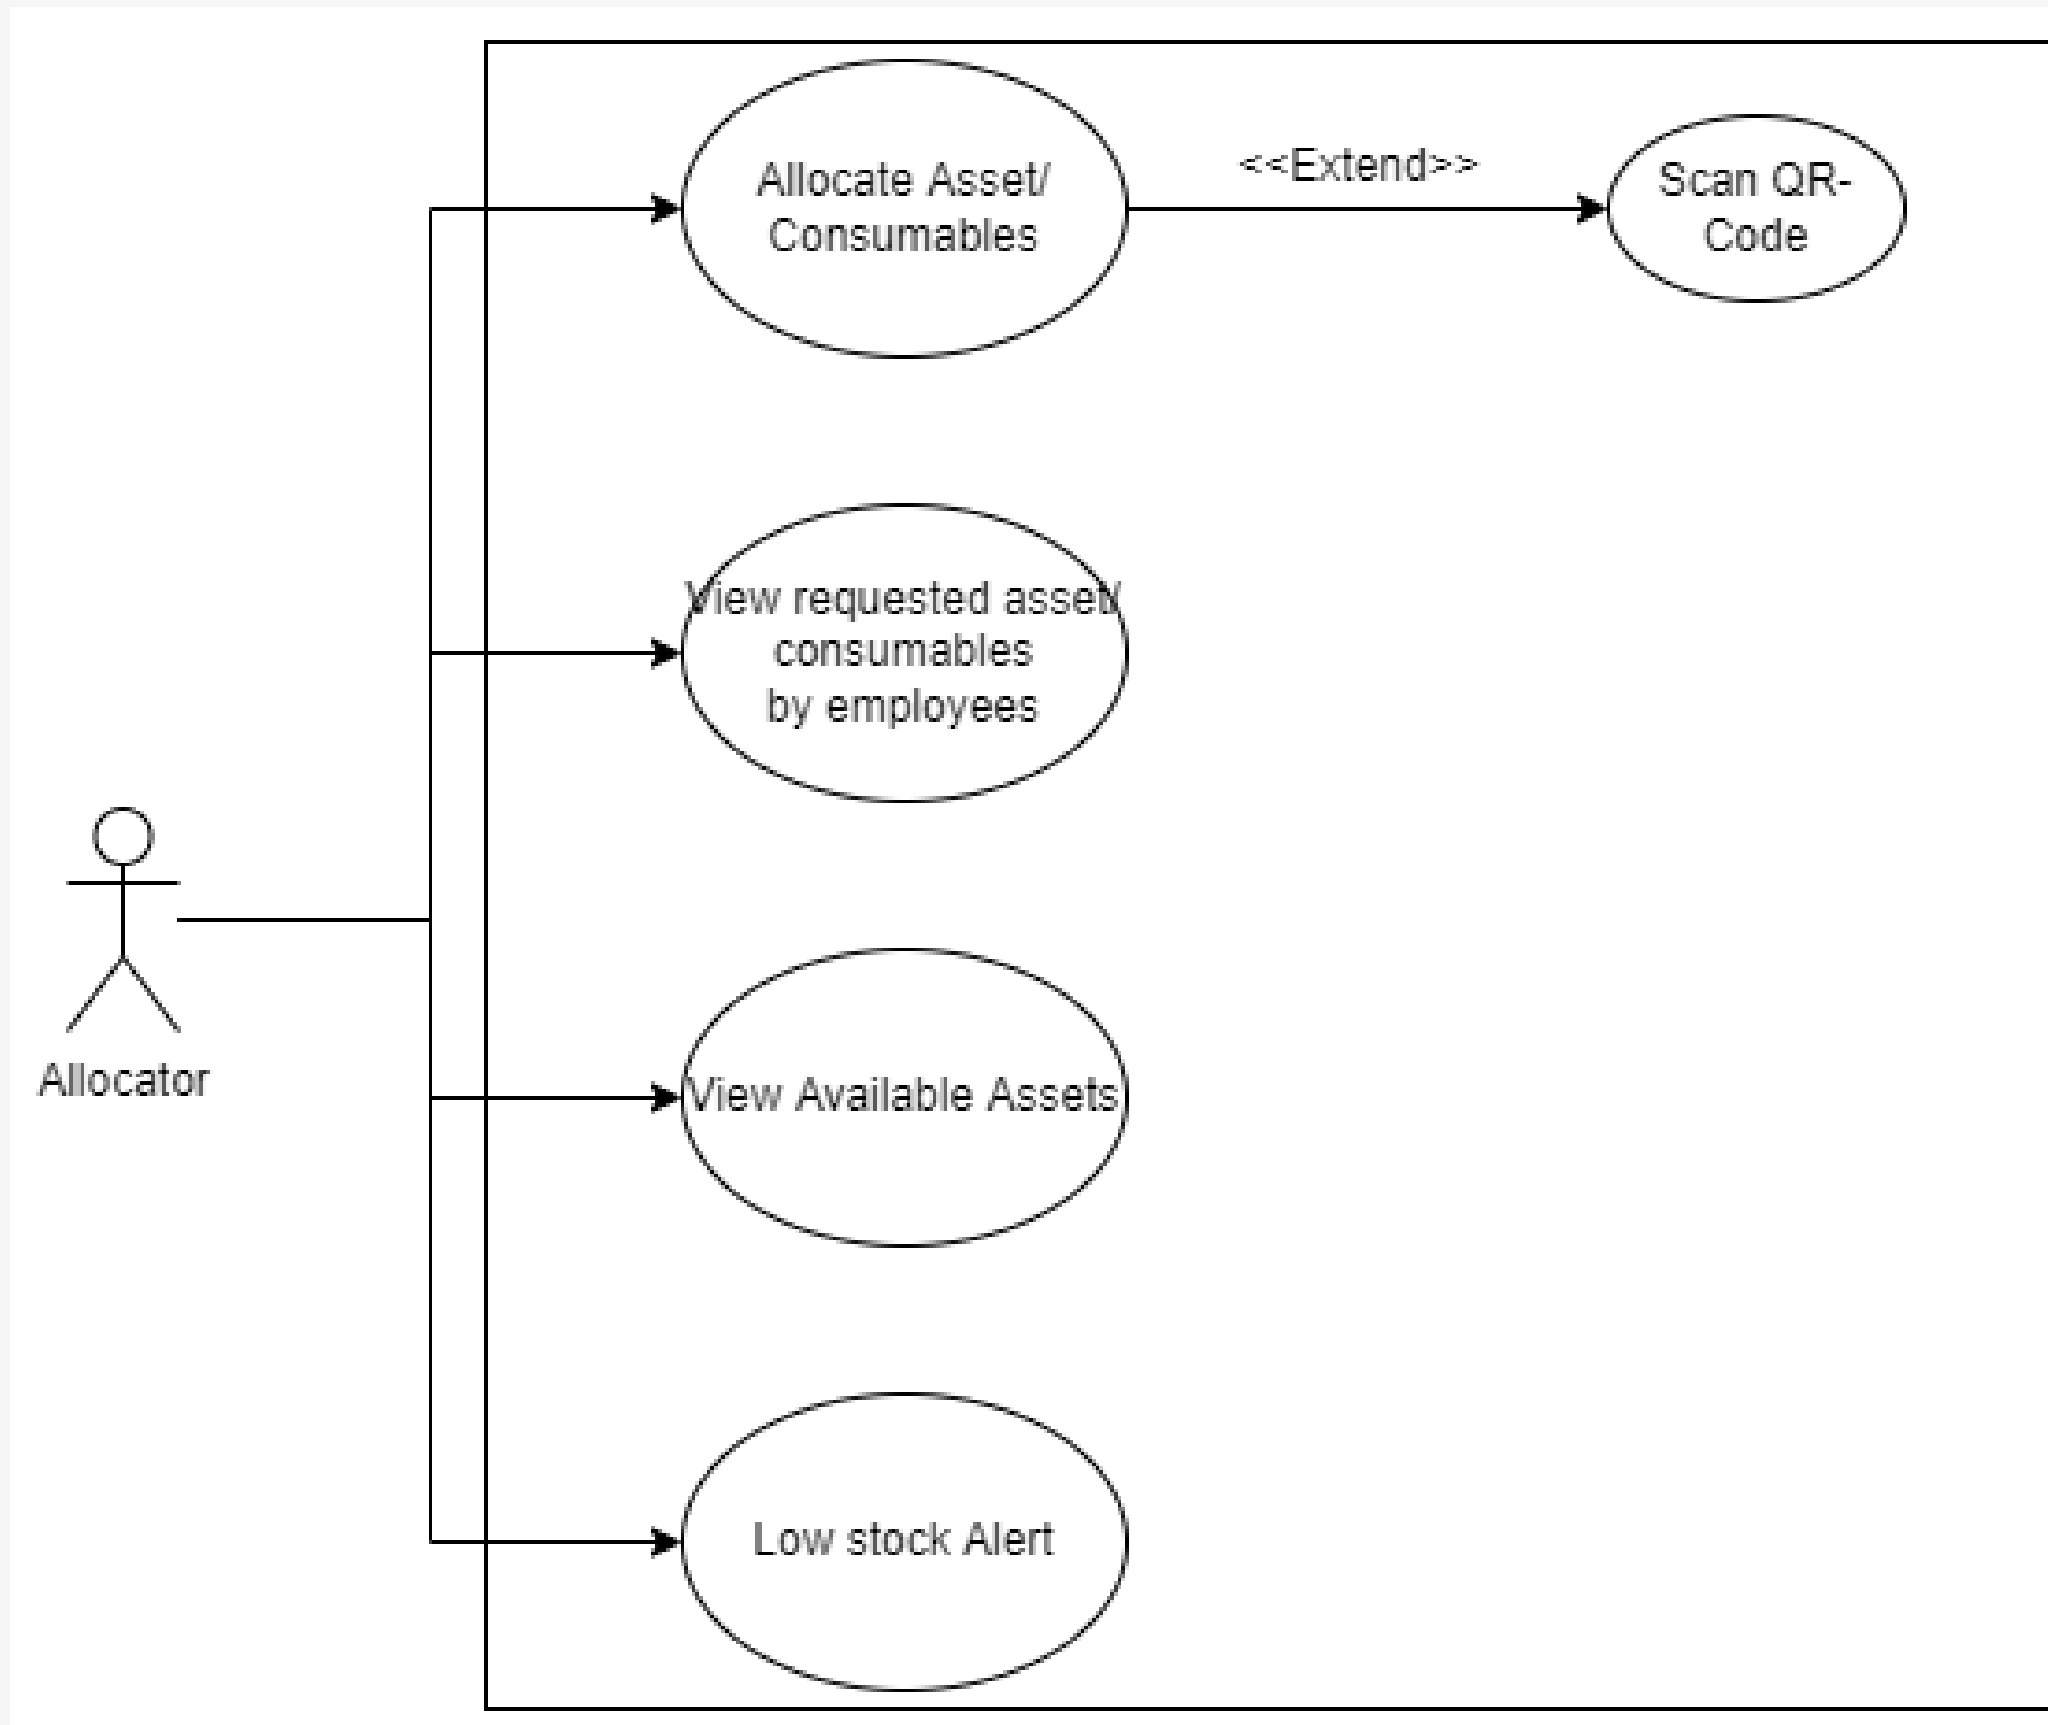 Allocate Asset/
Consumables
<<Extend>>
Scan QR-
Code
View requested asset/
consumables
by employees
Allocator
View Available Assets
Low stock Alert